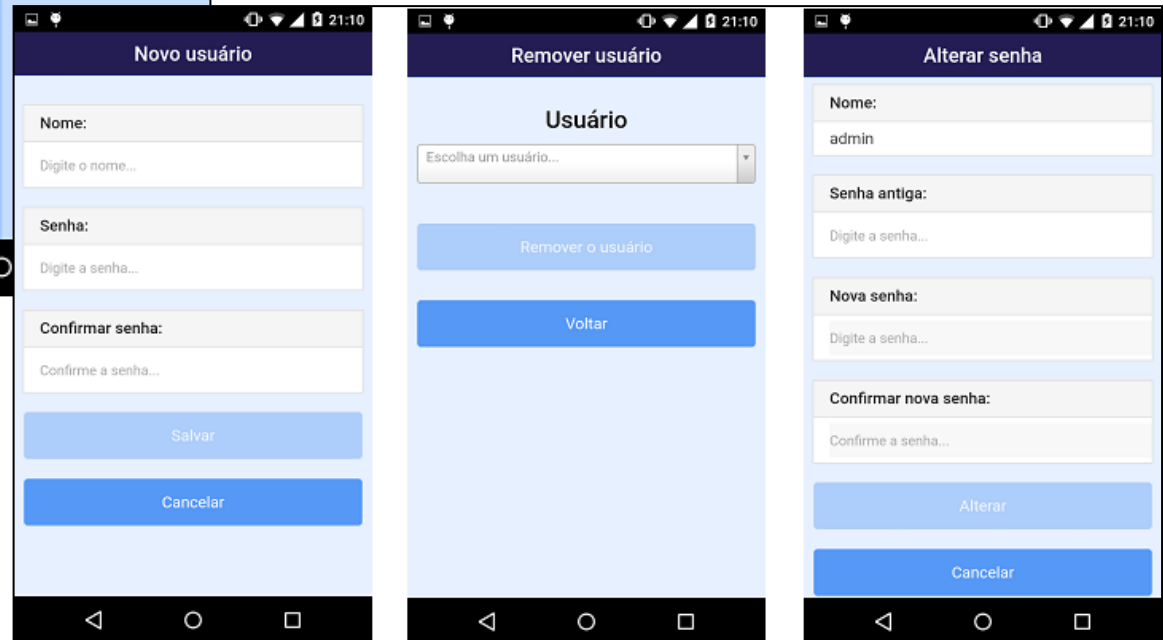 21:10
Novo usuário
Nome:
Digite o nome...
Senha:
Digite a senha...
Confirmar senha:
Confirme a senha...
Salvar
Cancelar
21:10
Remover usuário
Usuário
Escolha um usuário...
Remover o usuário
Voltar
21:10
Alterar senha
Nome:
admin
Senha antiga:
Digite a senha...
Nova senha:
Digite a senha...
Confirmar nova senha:
Confirme a senha...
Alterar
Cancelar